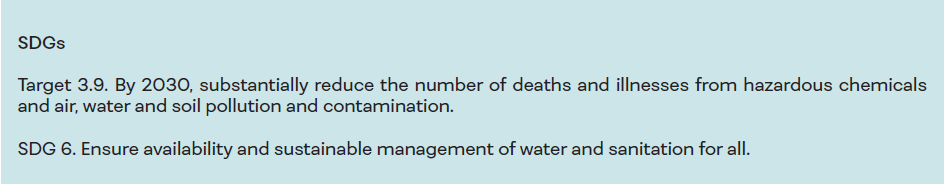 SDGs
Target 3.9. By 2030, substantially reduce the number of deaths and illnesses from hazardous chemicals
and air, water and soil pollution and contamination.
SDG 6. Ensure availability and sustainable management of water and sanitation for all.